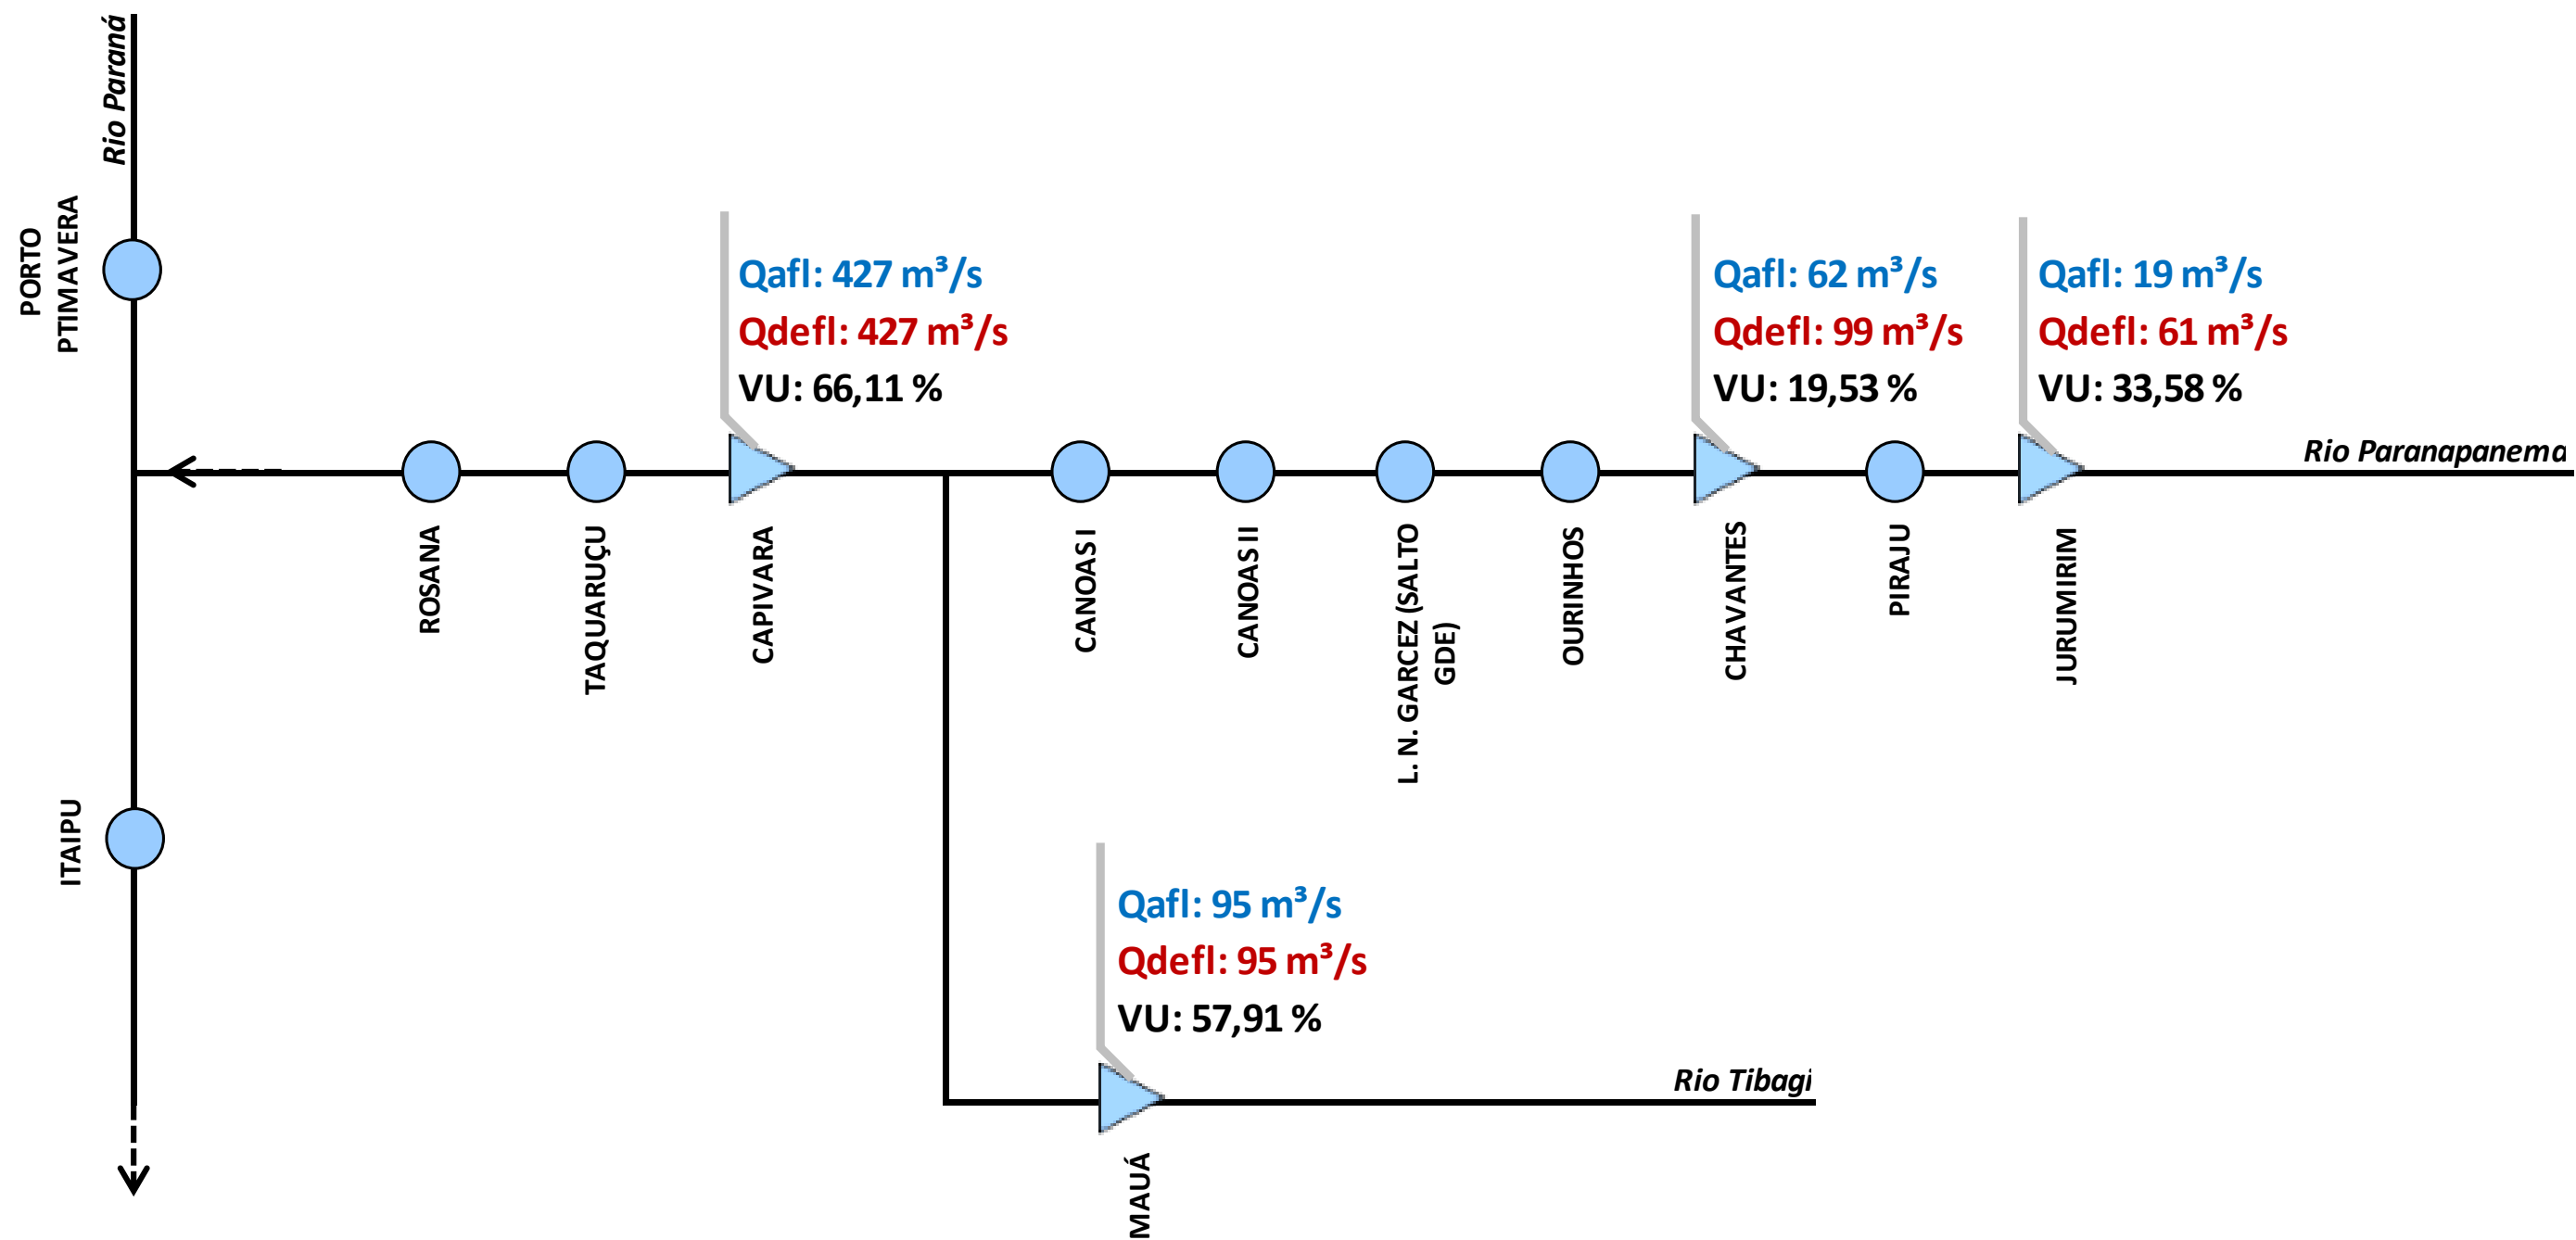 Rio Paraná
PORTO
PTIMAVERA
Qafl: 427 m³/s
Qdefl: 427 m³/s
VU: 66,11 %
Qafl: 62 m³/s
Qdefl: 99 m³/s
VU: 19,53 %
Qafl: 19 m³/s
Qdefl: 61 m³/s
VU: 33,58 %
Rio Paranapanema
ROSANA
TAQUARUÇU
CAPIVARA
CANOAS I
CANOAS II
L. N. GARCEZ (SALTO
GDE)
OURINHOS
CHAVANTES
PIRAJU
JURUMIRIM
ITAIPU
Qafl: 95 m³/s
Qdefl: 95 m³/s
VU: 57,91 %
Rio Tibagi
MAUÁ